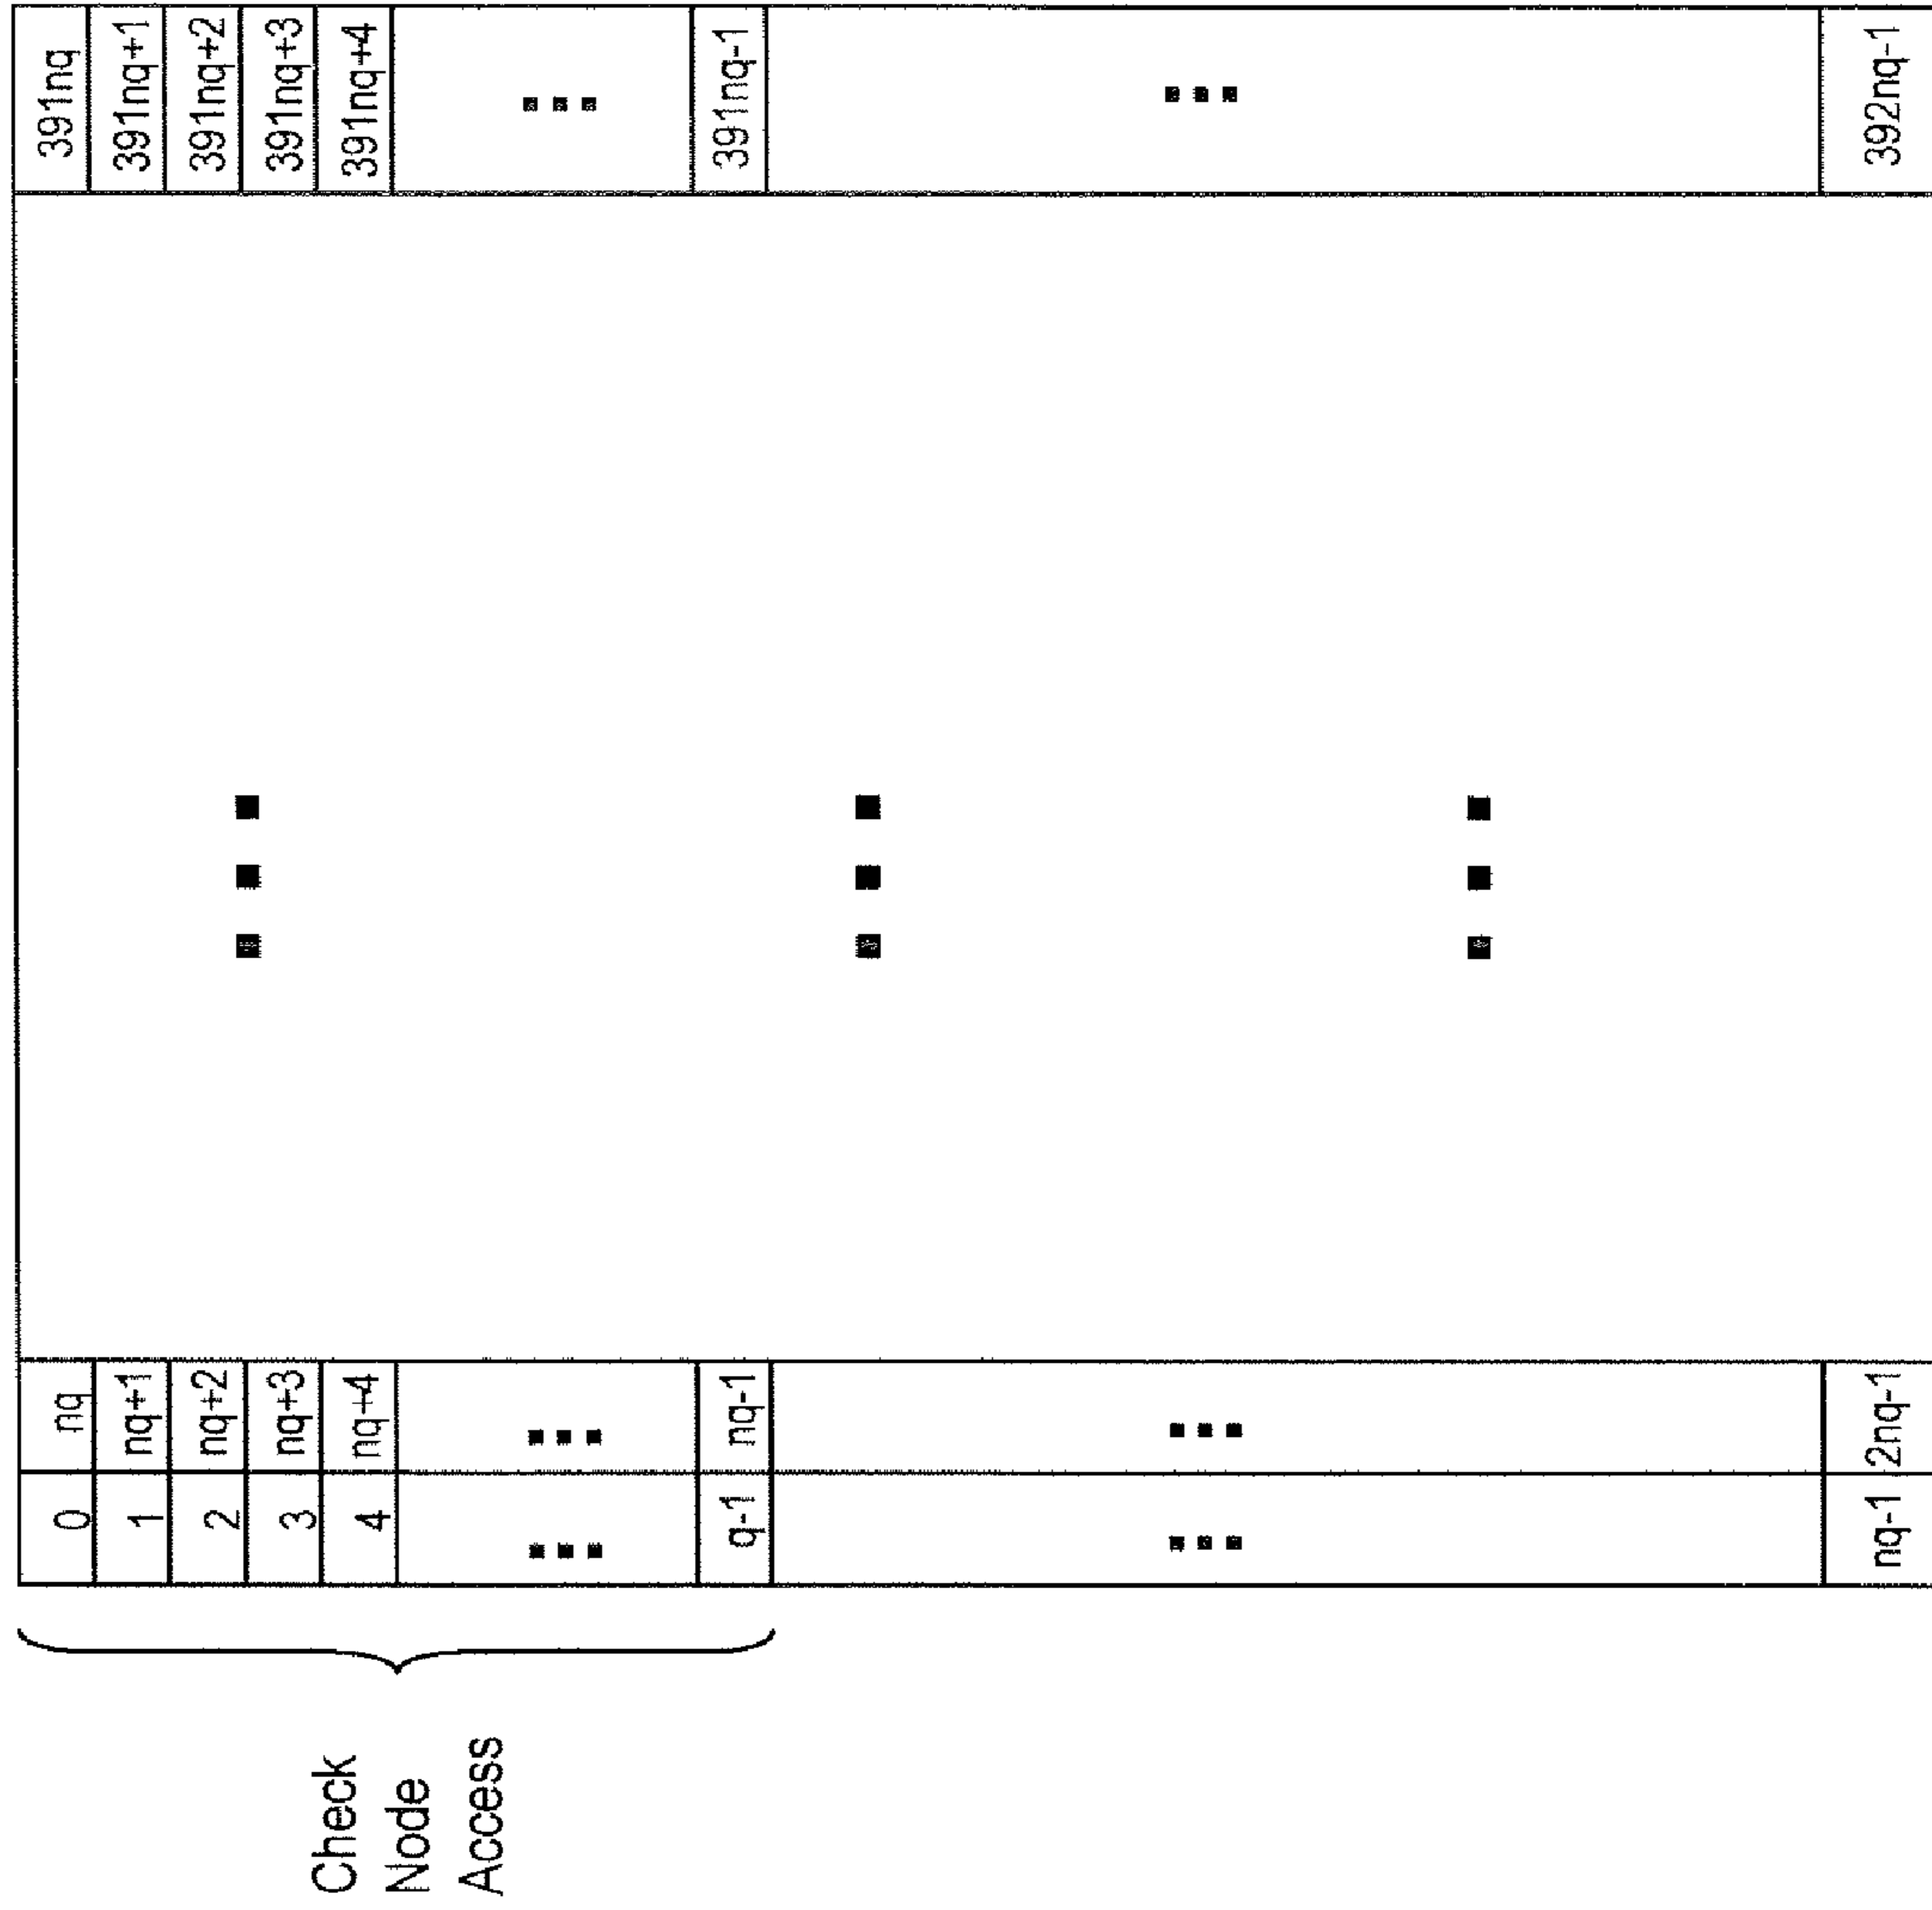 Check
Node
Access
0 nq 391nq
1 nq+1 391nq+1
2 nq+2 391nq+2
3 nq+3 391nq+3
4 nq+4 391nq+4
q-1 nq-1 391nq-1
nq-1 2nq-1 392nq-1